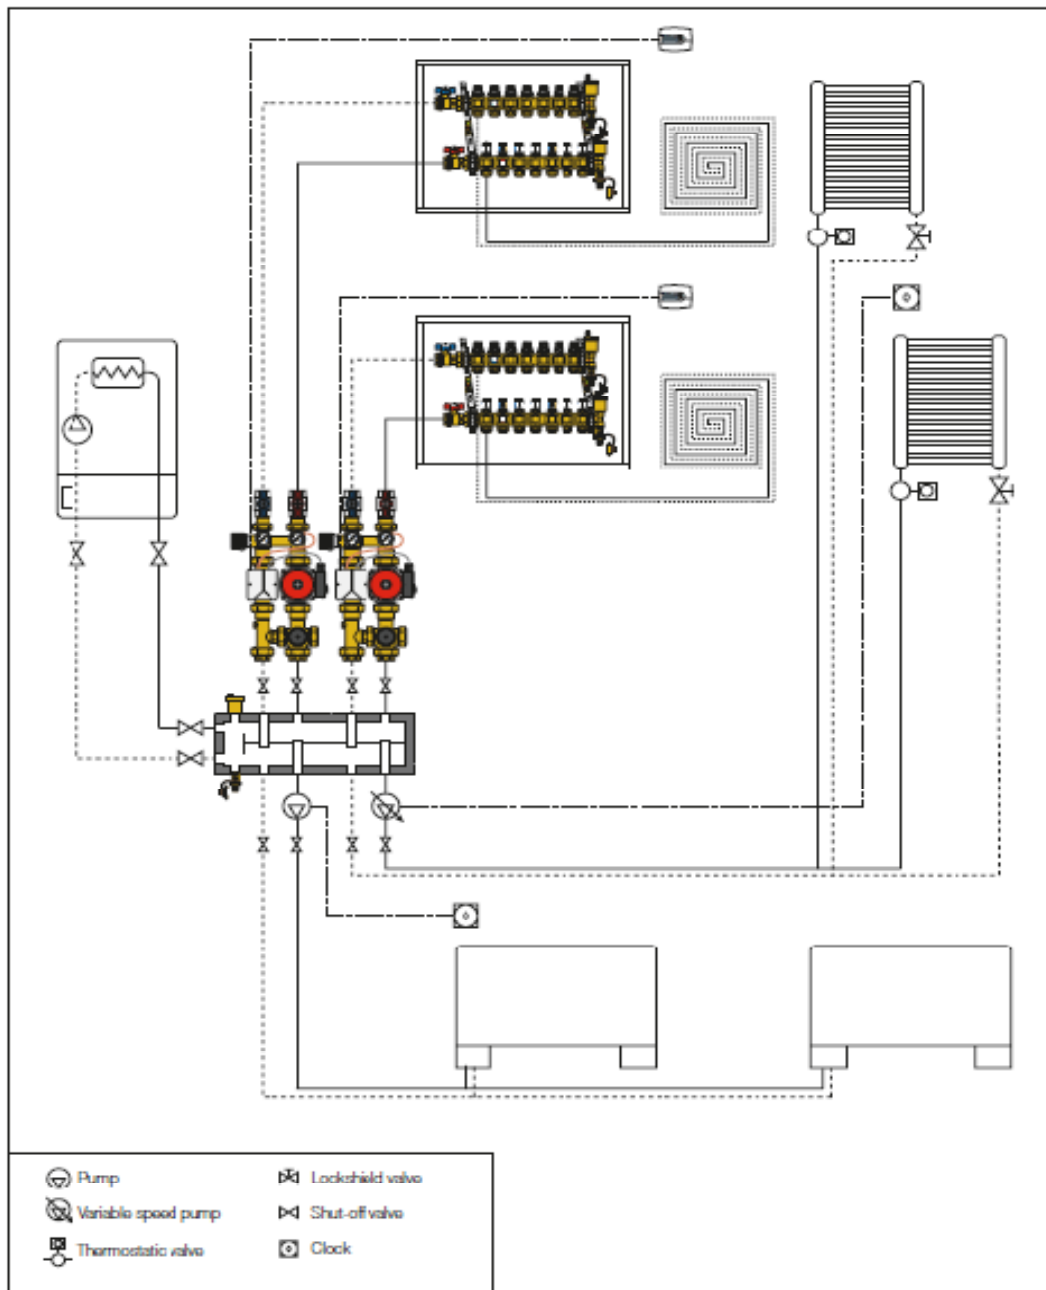 Pump
Variable speed pump
Thermostatic valve
Lockshield valve
Shut-off valve
Clock